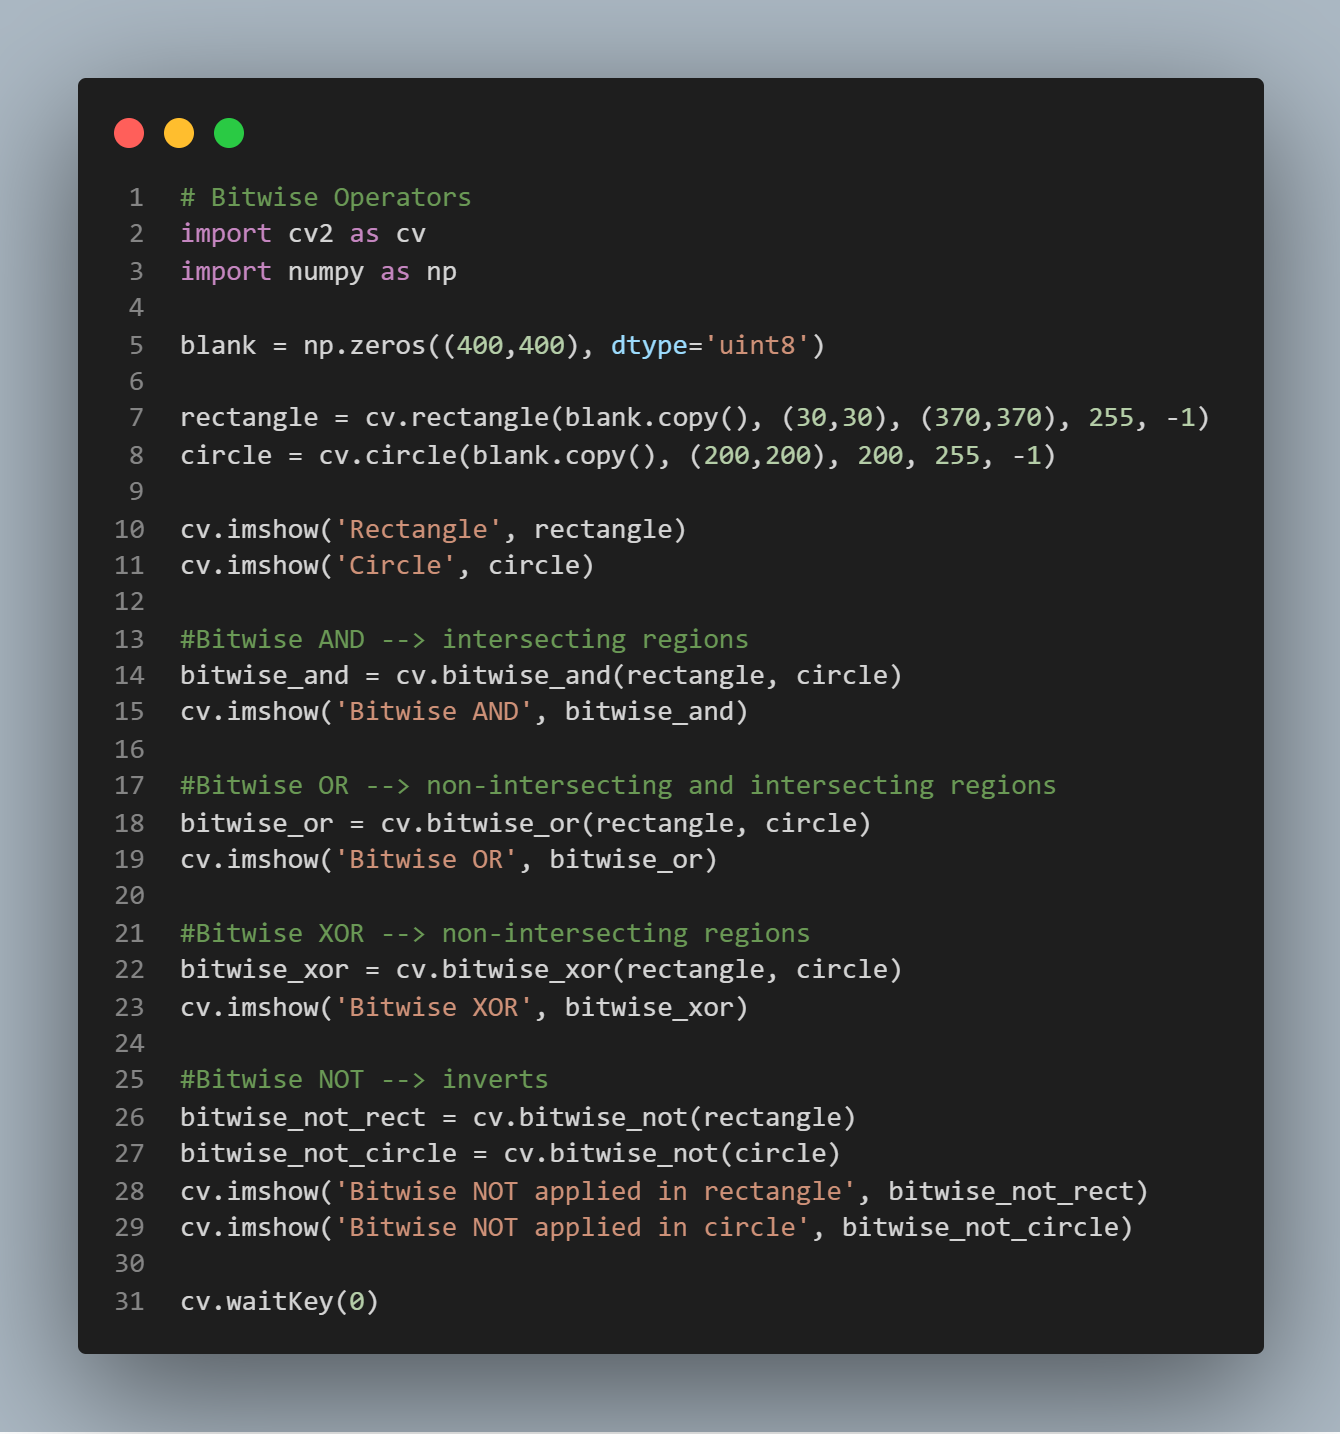 1 # Bitwise Operators
2 import cv2 as cv
3 import numpy as np
4
5 blank = np.zeros((400,400), dtype='uint8')
6
7 rectangle = cv.rectangle(blank.copy(), (30,30), (370,370), 255, -1)
8 circle = cv.circle(blank.copy(), (200,200), 200, 255, -1)
9
10 cv.imshow('Rectangle', rectangle)
11 cv.imshow('Circle', circle)
12
13 #Bitwise AND --> intersecting regions
14 bitwise_and = cv.bitwise_and(rectangle, circle)
15 cv.imshow('Bitwise AND', bitwise_and)
16
17 #Bitwise OR --> non-intersecting and intersecting regions
18 bitwise_or = cv.bitwise_or(rectangle, circle)
19 cv.imshow('Bitwise OR', bitwise_or)
20
21 #Bitwise XOR --> non-intersecting regions
22 bitwise_xor = cv.bitwise_xor(rectangle, circle)
23 cv.imshow('Bitwise XOR', bitwise_xor)
24
25 #Bitwise NOT --> inverts
26 bitwise_not_rect = cv.bitwise_not(rectangle)
27 bitwise_not_circle = cv.bitwise_not(circle)
28 cv.imshow('Bitwise NOT applied in rectangle', bitwise_not_rect)
29 cv.imshow('Bitwise NOT applied in circle', bitwise_not_circle)
30
31 cv.waitKey(0)